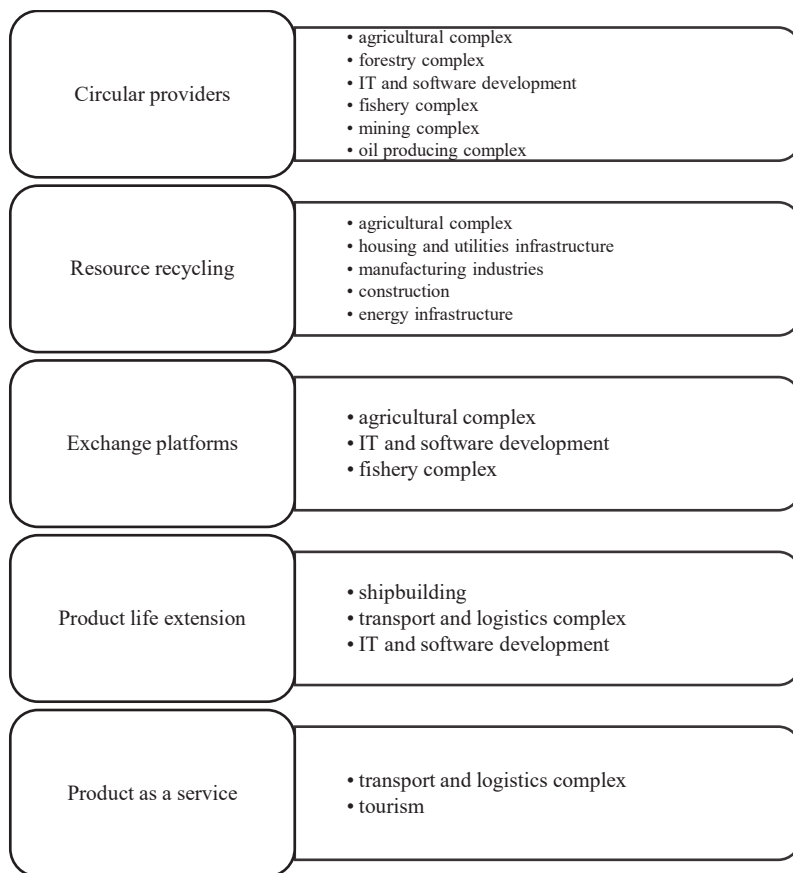 Circular providers
• agricultural complex
• forestry complex
• IT and software development
• fishery complex
• mining complex
• oil producing complex
Resource recycling
• agricultural complex
• housing and utilities infrastructure
• manufacturing industries
• construction
• energy infrastructure
Exchange platforms
• agricultural complex
• IT and software development
• fishery complex
Product life extension
• shipbuilding
• transport and logistics complex
• IT and software development
Product as a service
• transport and logistics complex
• tourism